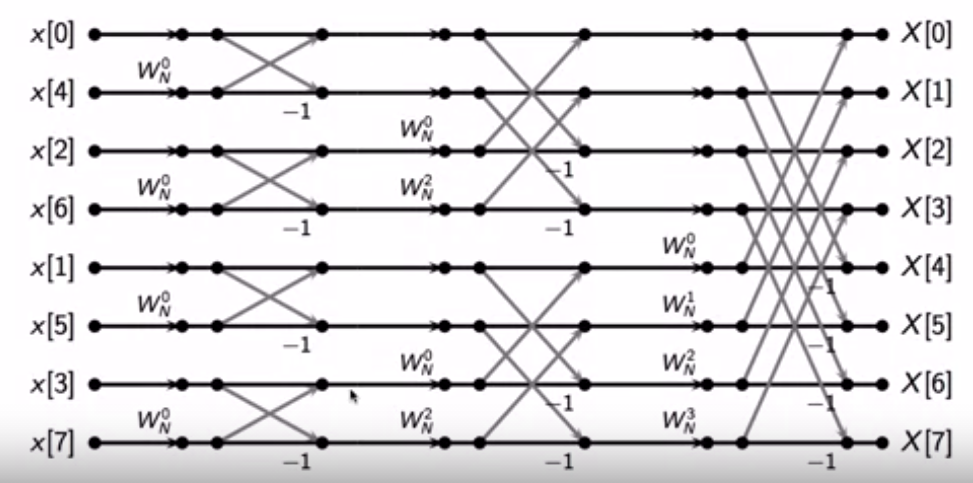 x[0] X[0]
W_N^0
x[4] X[1]
−1
W_N^0
x[2] X[2]
−1
W_N^0 W_N^2
x[6] X[3]
−1 −1
W_N^0
x[1] X[4]
−1
W_N^0 W_N^1
x[5] X[5]
−1 −1
W_N^0 W_N^2
x[3] X[6]
−1 −1
W_N^0 W_N^2 W_N^3
x[7] X[7]
−1 −1 −1